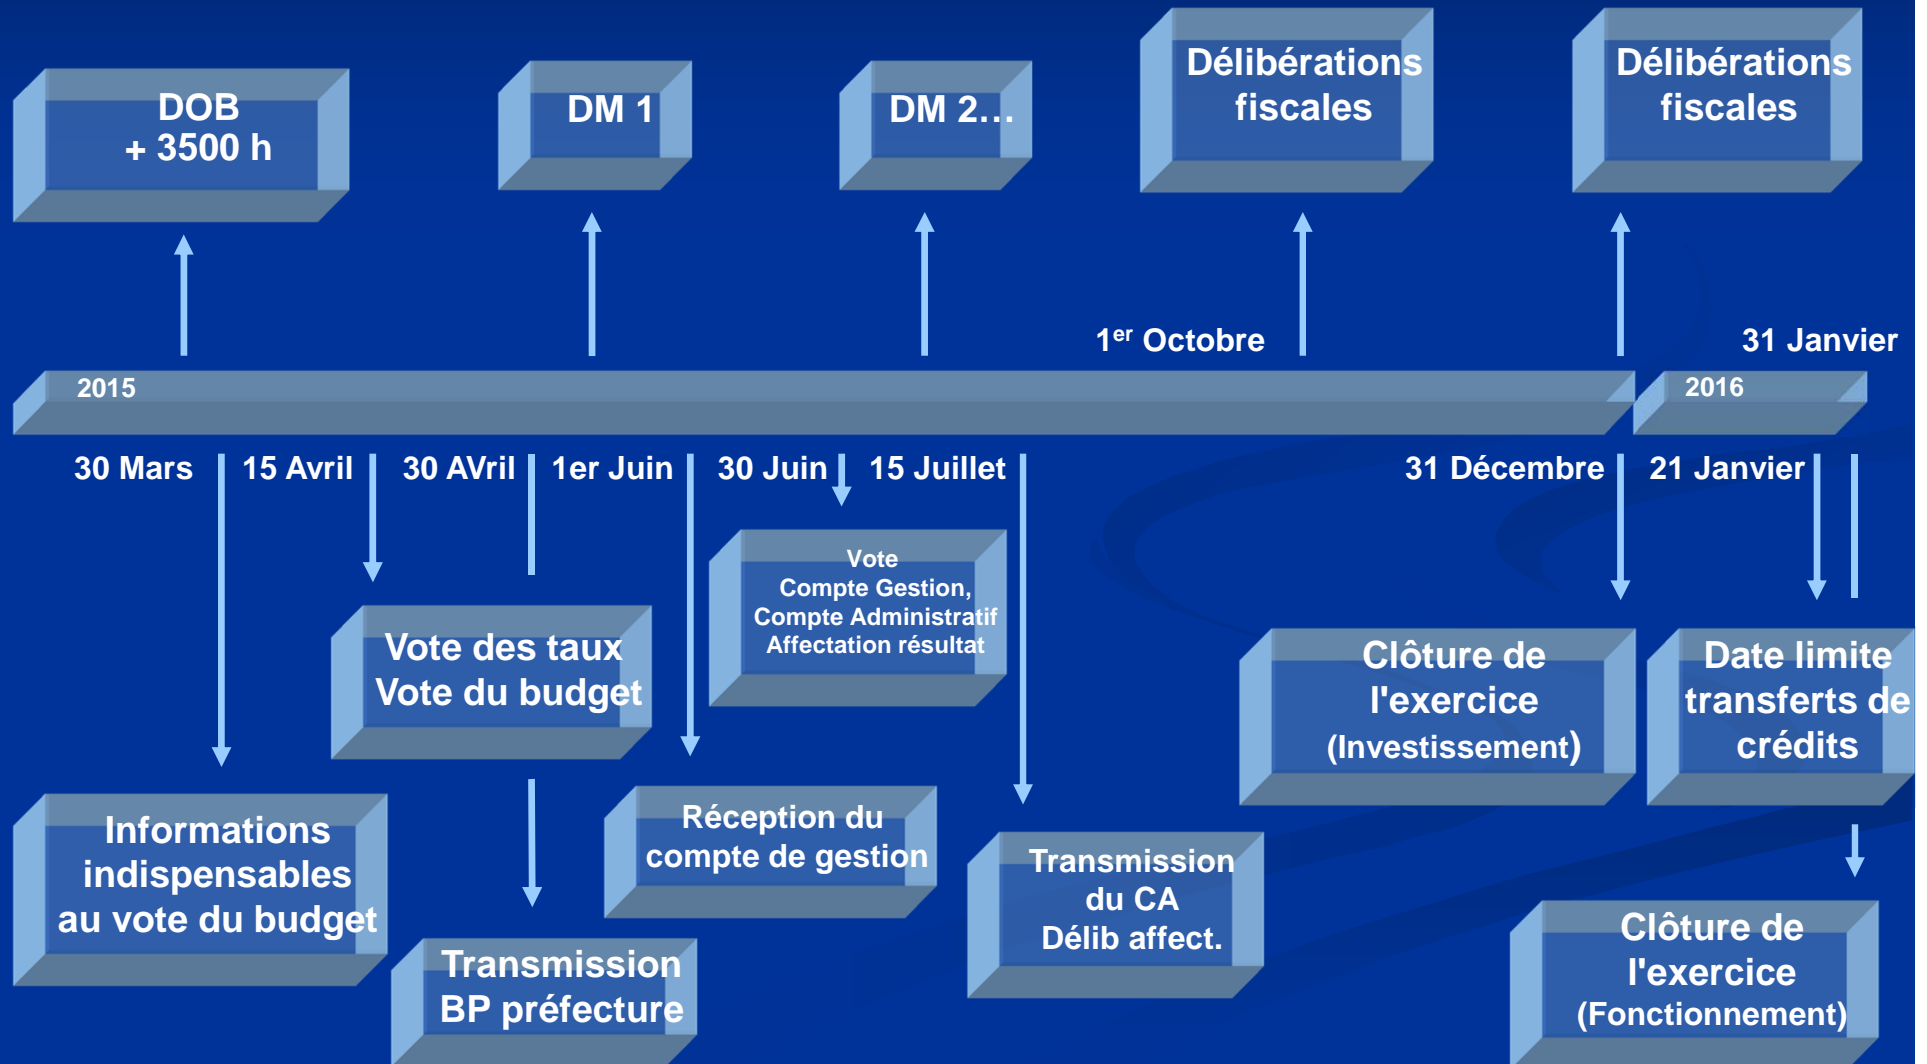 DOB
+ 3500 h
DM 1
DM 2...
Délibérations
fiscales
Délibérations
fiscales
1er Octobre
31 Janvier
2015
2016
30 Mars
15 Avril
30 AVril
1er Juin
30 Juin
15 Juillet
31 Décembre
21 Janvier
Vote
Compte Gestion,
Compte Administratif
Affectation résultat
Vote des taux
Vote du budget
Clôture de
l'exercice
(Investissement)
Date limite
transferts de
crédits
Informations
indispensables
au vote du budget
Réception du
compte de gestion
Transmission
du CA
Délib affect.
Transmission
BP préfecture
Clôture de
l'exercice
(Fonctionnement)